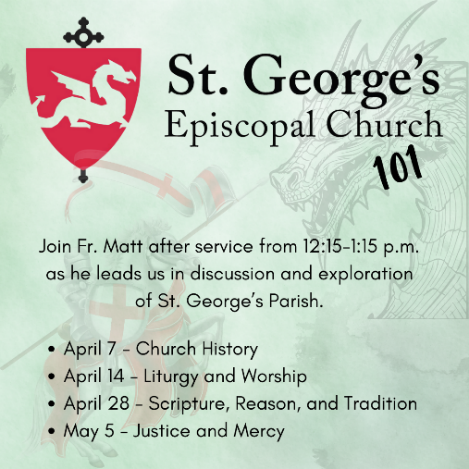 St. George's
Episcopal Church
101
Join Fr. Matt after service from 12:15-1:15 p.m.
as he leads us in discussion and exploration
of St. George's Parish.
• April 7 - Church History
• April 14 - Liturgy and Worship
• April 28 - Scripture, Reason, and Tradition
• May 5 - Justice and Mercy